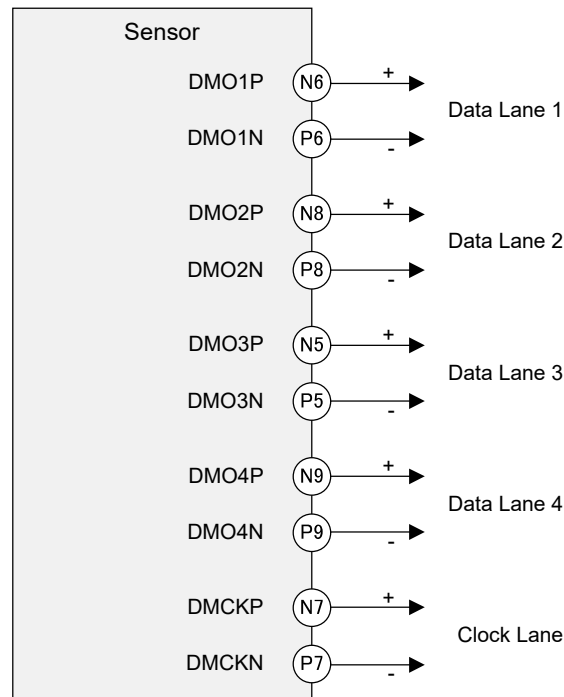 Sensor
DMO1P N6 +
Data Lane 1
DMO1N P6 -
DMO2P N8 +
Data Lane 2
DMO2N P8 -
DMO3P N5 +
Data Lane 3
DMO3N P5 -
DMO4P N9 +
Data Lane 4
DMO4N P9 -
DMCKP N7 +
Clock Lane
DMCKN P7 -